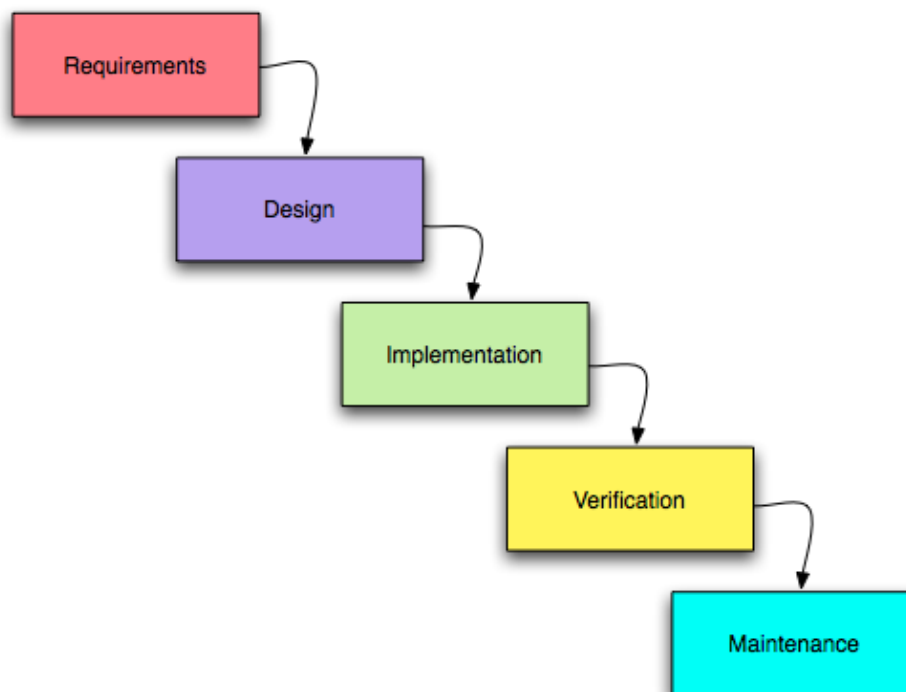 Requirements
Design
Implementation
Verification
Maintenance